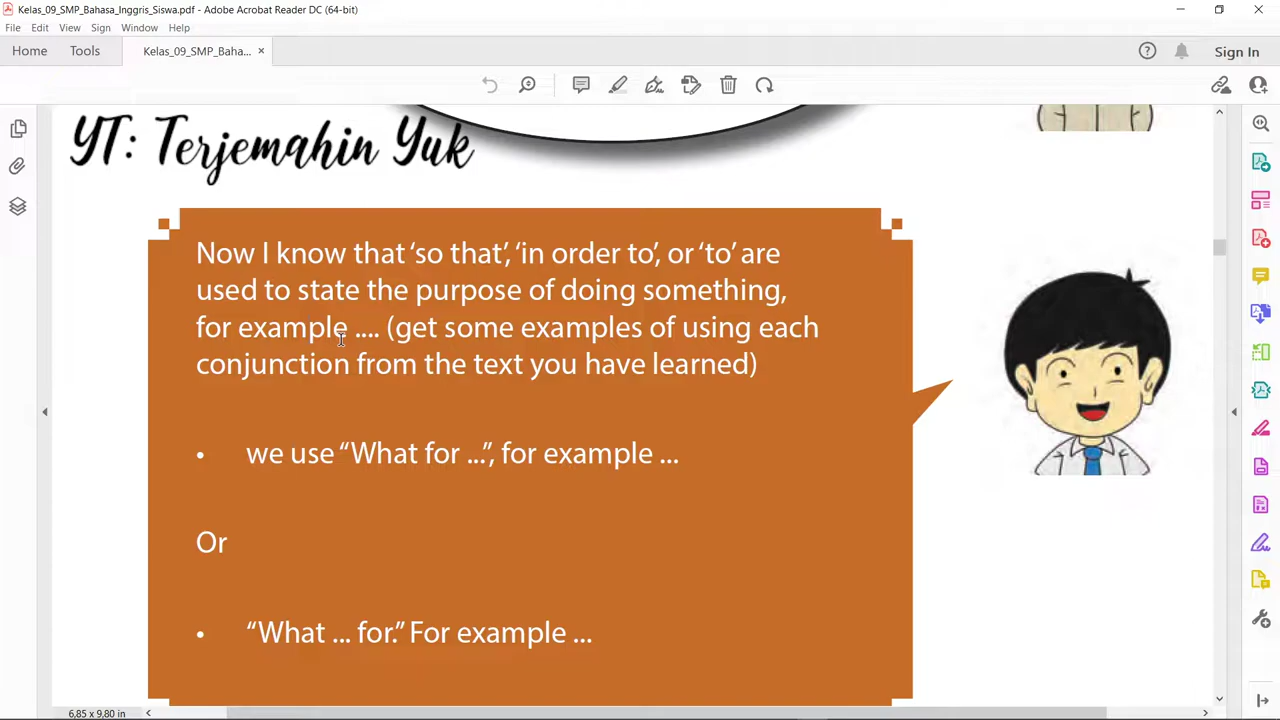 Kelas_09_SMP_Bahasa_Inggris_Siswa.pdf - Adobe Acrobat Reader DC (64-bit)
File Edit View Sign Window Help
Home Tools Kelas_09_SMP_Baha... × Sign In
YT: Terjemahin Yuk
Now I know that ‘so that’, ‘in order to’, or ‘to’ are
used to state the purpose of doing something,
for example .... (get some examples of using each
conjunction from the text you have learned)
• we use “What for ...”, for example ...
Or
• “What ... for.” For example ...
6,85 x 9,80 in